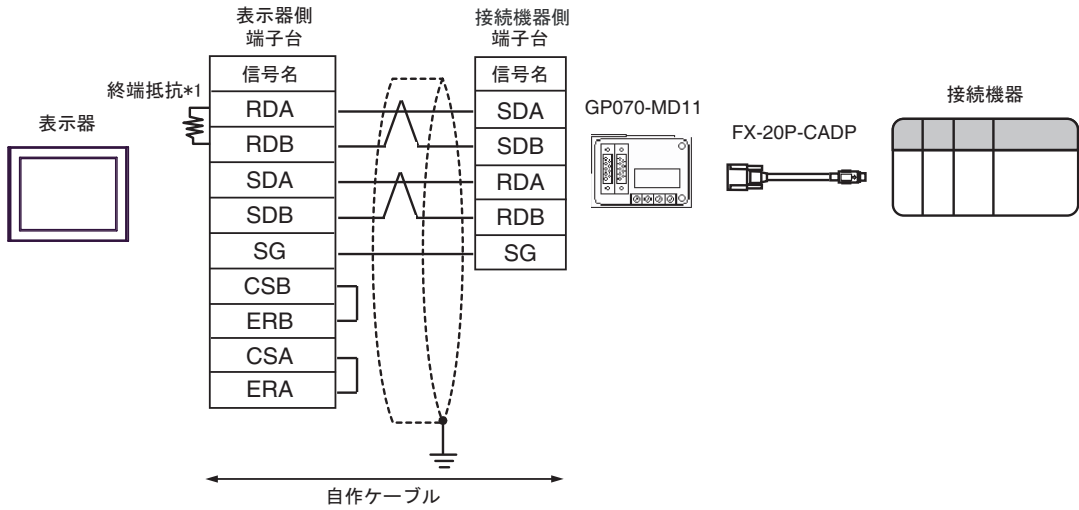 表示器
終端抵抗*1
表示器側
端子台
信号名
RDA
RDB
SDA
SDB
SG
CSB
ERB
CSA
ERA
接続機器側
端子台
信号名
SDA
SDB
RDA
RDB
SG
GP070-MD11
FX-20P-CADP
接続機器
自作ケーブル